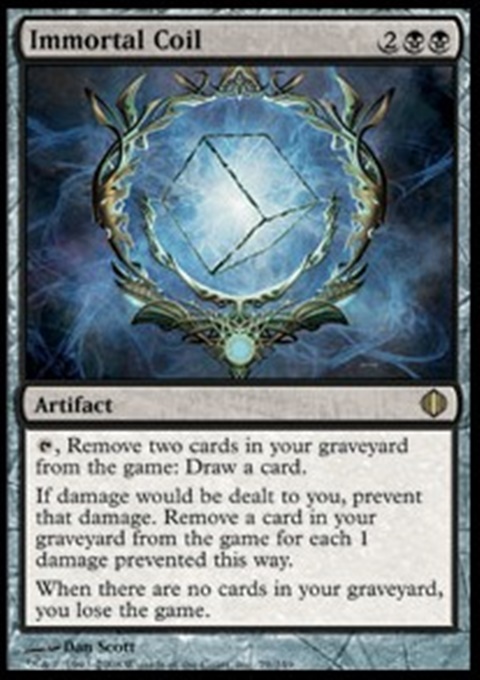 Immortal Coil 2
Artifact
, Remove two cards in your graveyard
from the game: Draw a card.
If damage would be dealt to you, prevent
that damage. Remove a card in your
graveyard from the game for each 1
damage prevented this way.
When there are no cards in your graveyard,
you lose the game.
Dan Scott